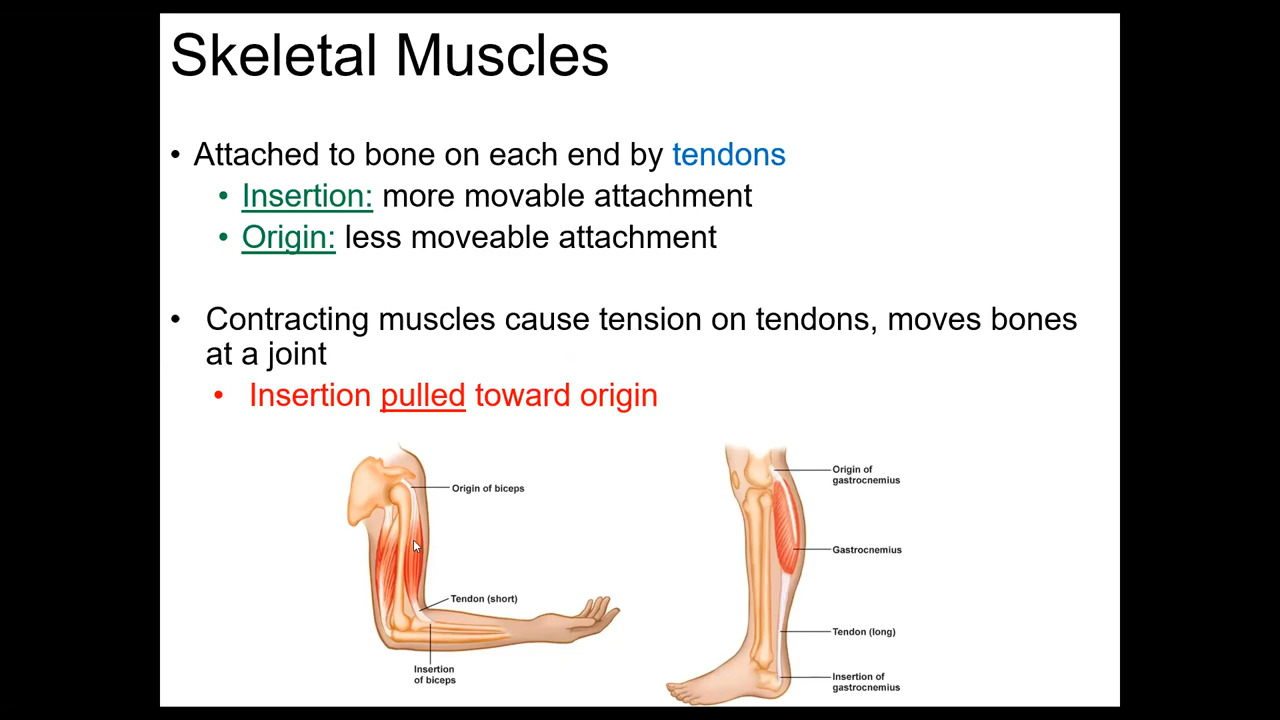 Skeletal Muscles
• Attached to bone on each end by tendons
• Insertion: more movable attachment
• Origin: less moveable attachment
• Contracting muscles cause tension on tendons, moves bones
at a joint
• Insertion pulled toward origin
Origin of biceps
Tendon (short)
Insertion
of biceps
Origin of
gastrocnemius
Gastrocnemius
Tendon (long)
Insertion of
gastrocnemius